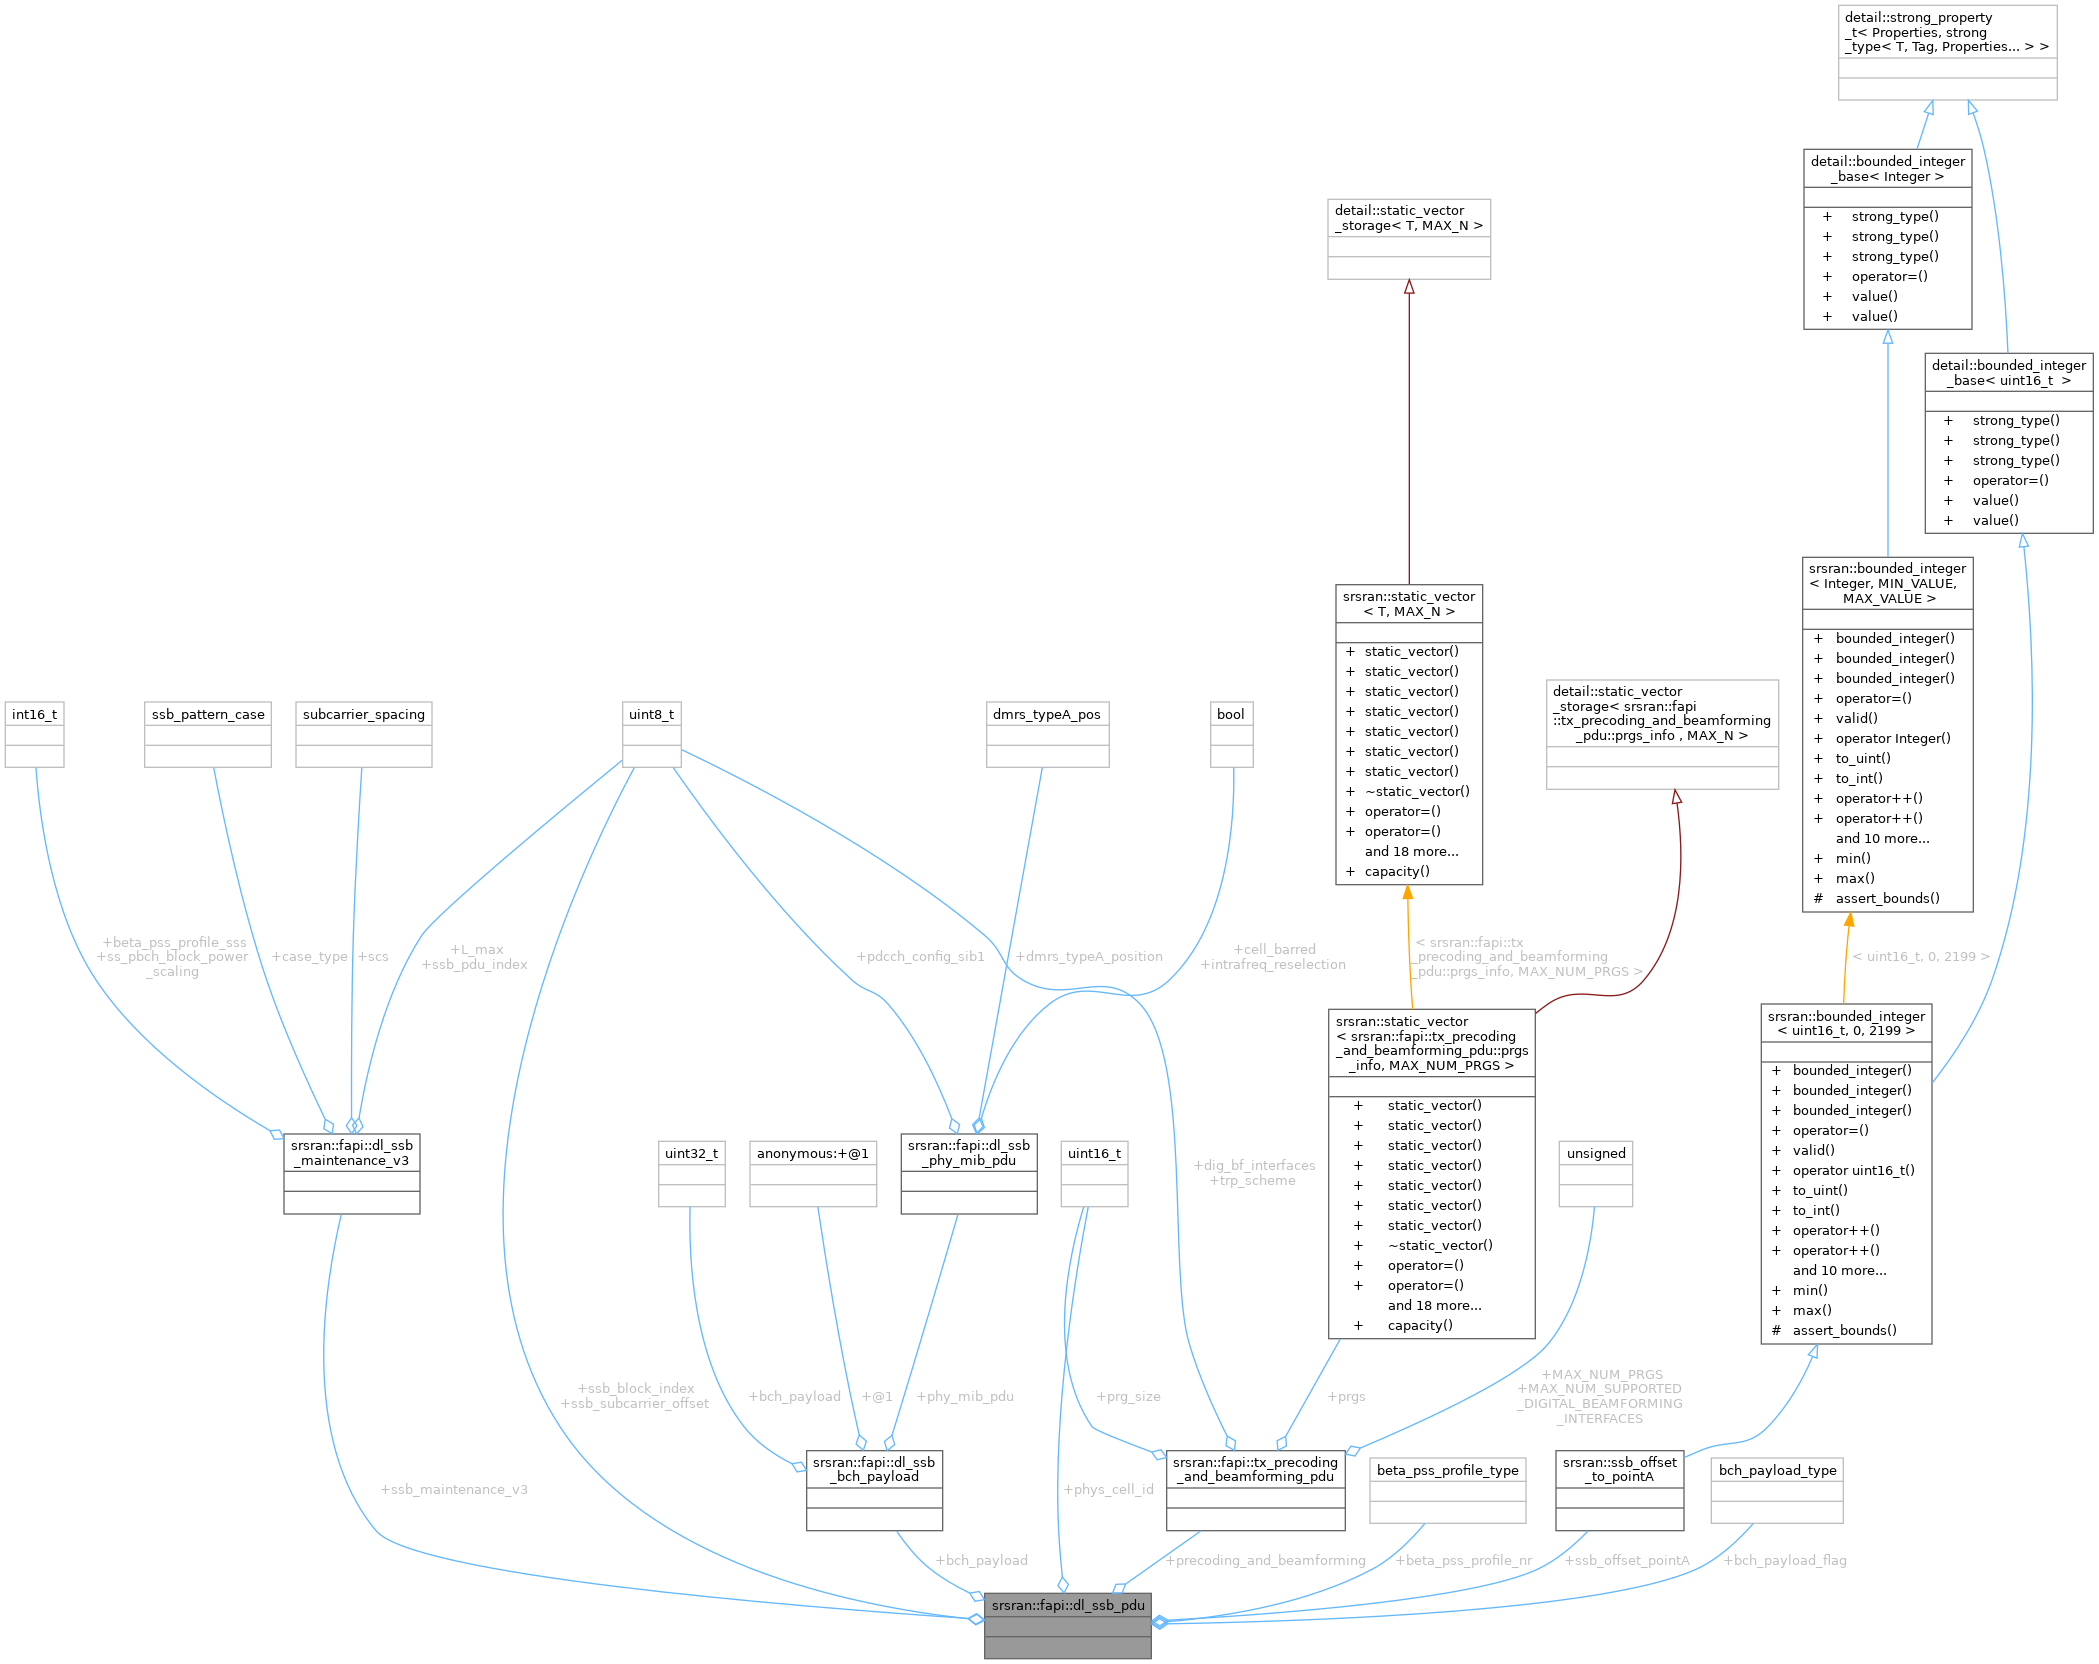 detail::strong_property
_t< Properties, strong
_type< T, Tag, Properties... > >
detail::bounded_integer
_base< Integer >
+ strong_type()
+ strong_type()
+ strong_type()
+ operator=()
+ value()
+ value()
detail::static_vector
_storage< T, MAX_N >
detail::bounded_integer
_base< uint16_t  >
+ strong_type()
+ strong_type()
+ strong_type()
+ operator=()
+ value()
+ value()
srsran::bounded_integer
< Integer, MIN_VALUE,
MAX_VALUE >
+ bounded_integer()
+ bounded_integer()
+ bounded_integer()
+ operator=()
+ valid()
+ operator Integer()
+ to_uint()
+ to_int()
+ operator++()
+ operator++()
and 10 more...
+ min()
+ max()
# assert_bounds()
srsran::static_vector
< T, MAX_N >
+ static_vector()
+ static_vector()
+ static_vector()
+ static_vector()
+ static_vector()
+ static_vector()
+ static_vector()
+ ~static_vector()
+ operator=()
+ operator=()
and 18 more...
+ capacity()
detail::static_vector
_storage< srsran::fapi
::tx_precoding_and_beamforming
_pdu::prgs_info , MAX_N >
int16_t
ssb_pattern_case
subcarrier_spacing
uint8_t
dmrs_typeA_pos
bool
+beta_pss_profile_sss
+ss_pbch_block_power
_scaling
+case_type
+scs
+L_max
+ssb_pdu_index
+pdcch_config_sib1
+dmrs_typeA_position
+cell_barred
+intrafreq_reselection
< srsran::fapi::tx
_precoding_and_beamforming
_pdu::prgs_info, MAX_NUM_PRGS >
< uint16_t, 0, 2199 >
srsran::static_vector
< srsran::fapi::tx_precoding
_and_beamforming_pdu::prgs
_info, MAX_NUM_PRGS >
+ static_vector()
+ static_vector()
+ static_vector()
+ static_vector()
+ static_vector()
+ static_vector()
+ static_vector()
+ ~static_vector()
+ operator=()
+ operator=()
and 18 more...
+ capacity()
srsran::bounded_integer
< uint16_t, 0, 2199 >
+ bounded_integer()
+ bounded_integer()
+ bounded_integer()
+ operator=()
+ valid()
+ operator uint16_t()
+ to_uint()
+ to_int()
+ operator++()
+ operator++()
and 10 more...
+ min()
+ max()
# assert_bounds()
srsran::fapi::dl_ssb
_maintenance_v3
uint32_t
anonymous:+@1
srsran::fapi::dl_ssb
_phy_mib_pdu
uint16_t
+dig_bf_interfaces
+trp_scheme
unsigned
+ssb_block_index
+ssb_subcarrier_offset
+bch_payload
+@1
+phy_mib_pdu
+prg_size
+prgs
+MAX_NUM_PRGS
+MAX_NUM_SUPPORTED
_DIGITAL_BEAMFORMING
_INTERFACES
+ssb_maintenance_v3
srsran::fapi::dl_ssb
_bch_payload
+phys_cell_id
srsran::fapi::tx_precoding
_and_beamforming_pdu
beta_pss_profile_type
srsran::ssb_offset
_to_pointA
bch_payload_type
+bch_payload
+precoding_and_beamforming
+beta_pss_profile_nr
+ssb_offset_pointA
+bch_payload_flag
srsran::fapi::dl_ssb_pdu